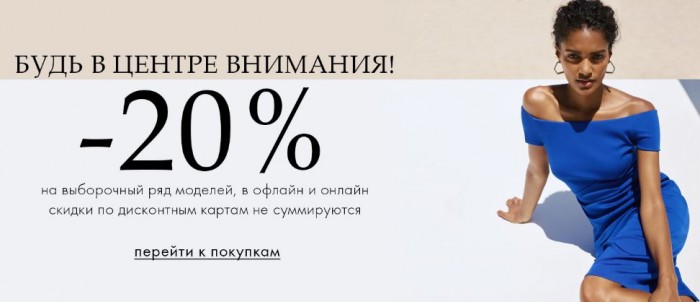 БУДЬ В ЦЕНТРЕ ВНИМАНИЯ!
-20%
на выборочный ряд моделей, в офлайн и онлайн
скидки по дисконтным картам не суммируются
перейти к покупкам